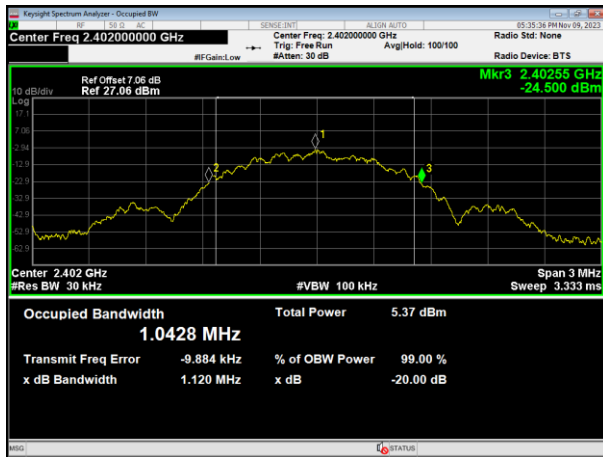 Keysight Spectrum Analyzer - Occupied BW
RF 50 Ω AC SENSE:INT ALIGN AUTO 05:35:36 PM Nov 09, 2023
Center Freq 2.402000000 GHz Center Freq: 2.402000000 GHz Radio Std: None
Trig: Free Run Avg|Hold: 100/100
#IFGain:Low #Atten: 30 dB Radio Device: BTS
Mkr3 2.40255 GHz
-24.500 dBm
Ref Offset 7.06 dB
10 dB/div Ref 27.06 dBm
Log
17.1
7.06
-2.94
-12.9
-22.9
-32.9
-42.9
-52.9
-62.9
1
2
3
Center 2.402 GHz Span 3 MHz
#Res BW 30 kHz #VBW 100 kHz Sweep 3.333 ms
Occupied Bandwidth Total Power 5.37 dBm
1.0428 MHz
Transmit Freq Error -9.884 kHz % of OBW Power 99.00 %
x dB Bandwidth 1.120 MHz x dB -20.00 dB
MSG STATUS